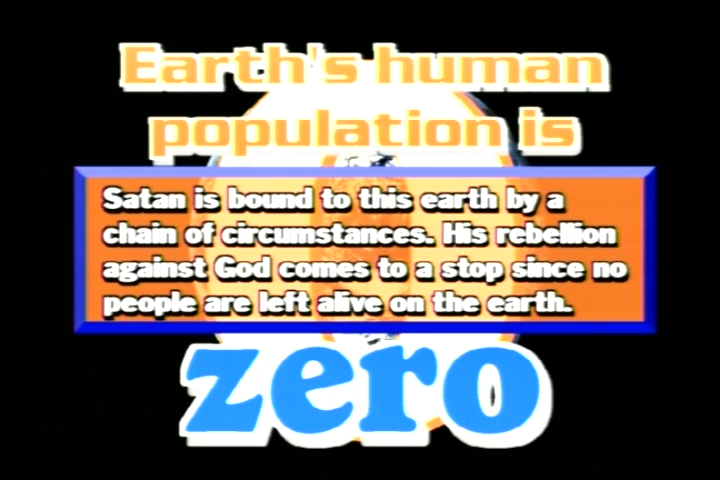 Earth's human
population is
Satan is bound to this earth by a
chain of circumstances. His rebellion
against God comes to a stop since no
people are left alive on the earth.
zero